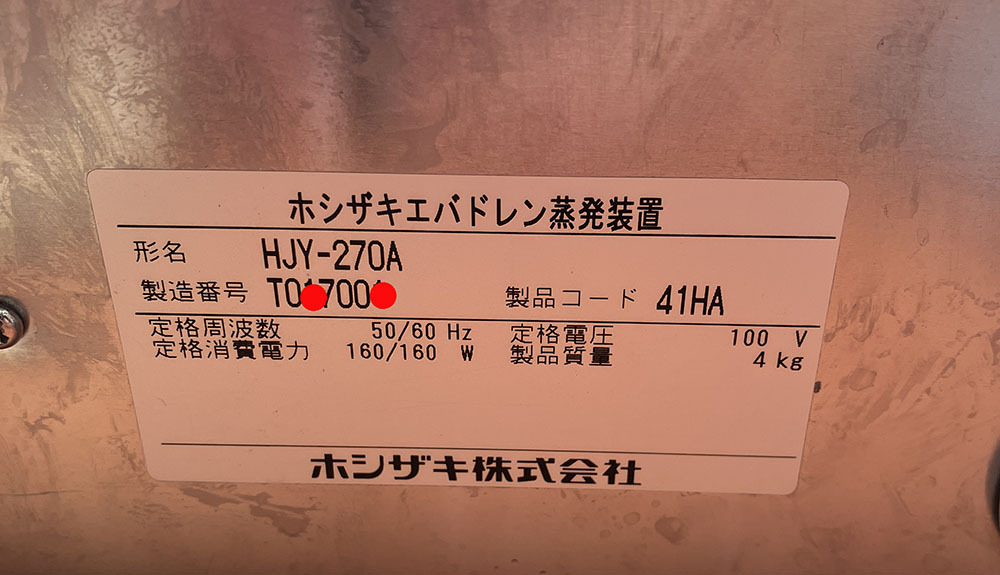 ホシザキエバドレン蒸発装置
形名 HJY-270A
製造番号 製品コード 41HA
定格周波数 50/60 Hz 定格電圧 100 V
定格消費電力 160/160 W 製品質量 4 kg
ホシザキ株式会社